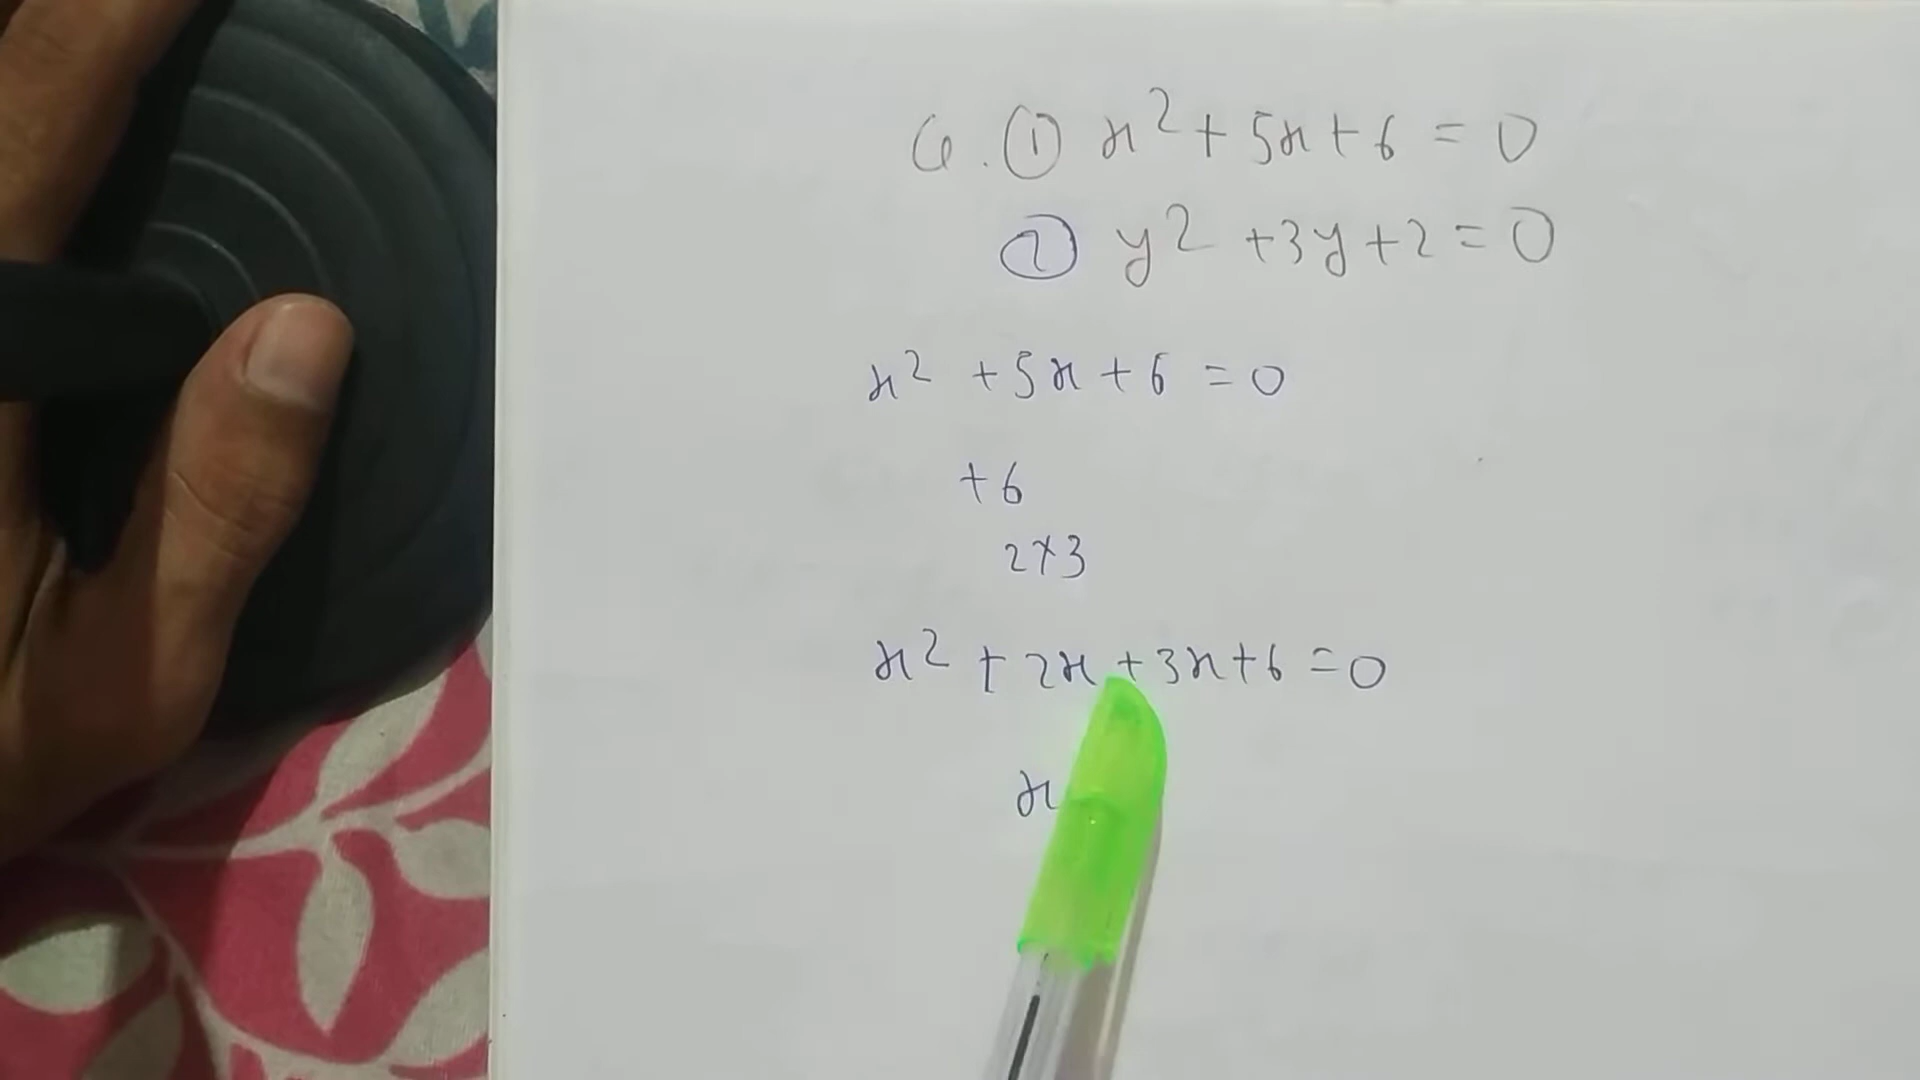 6. ① x² + 5x + 6 = 0
② y² + 3y + 2 = 0
x² + 5x + 6 = 0
+6
2×3
x² + 2x + 3x + 6 = 0
x